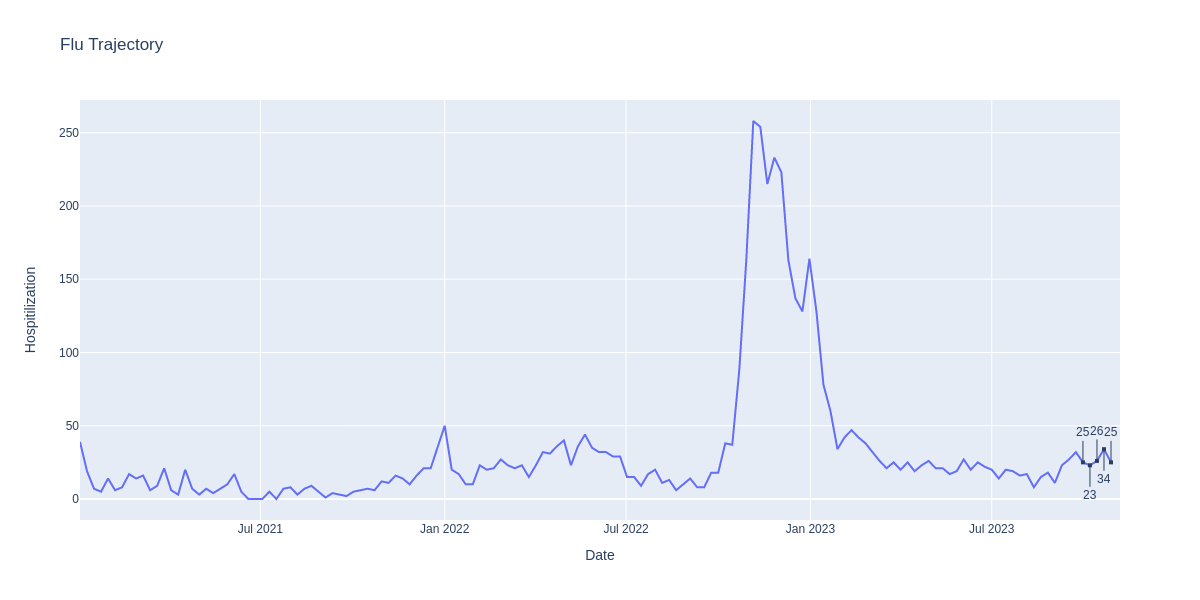 Flu Trajectory
250
200
150
100
50
0
Hospitilization
25
26
25
34
23
Jul 2021
Jan 2022
Jul 2022
Jan 2023
Jul 2023
Date